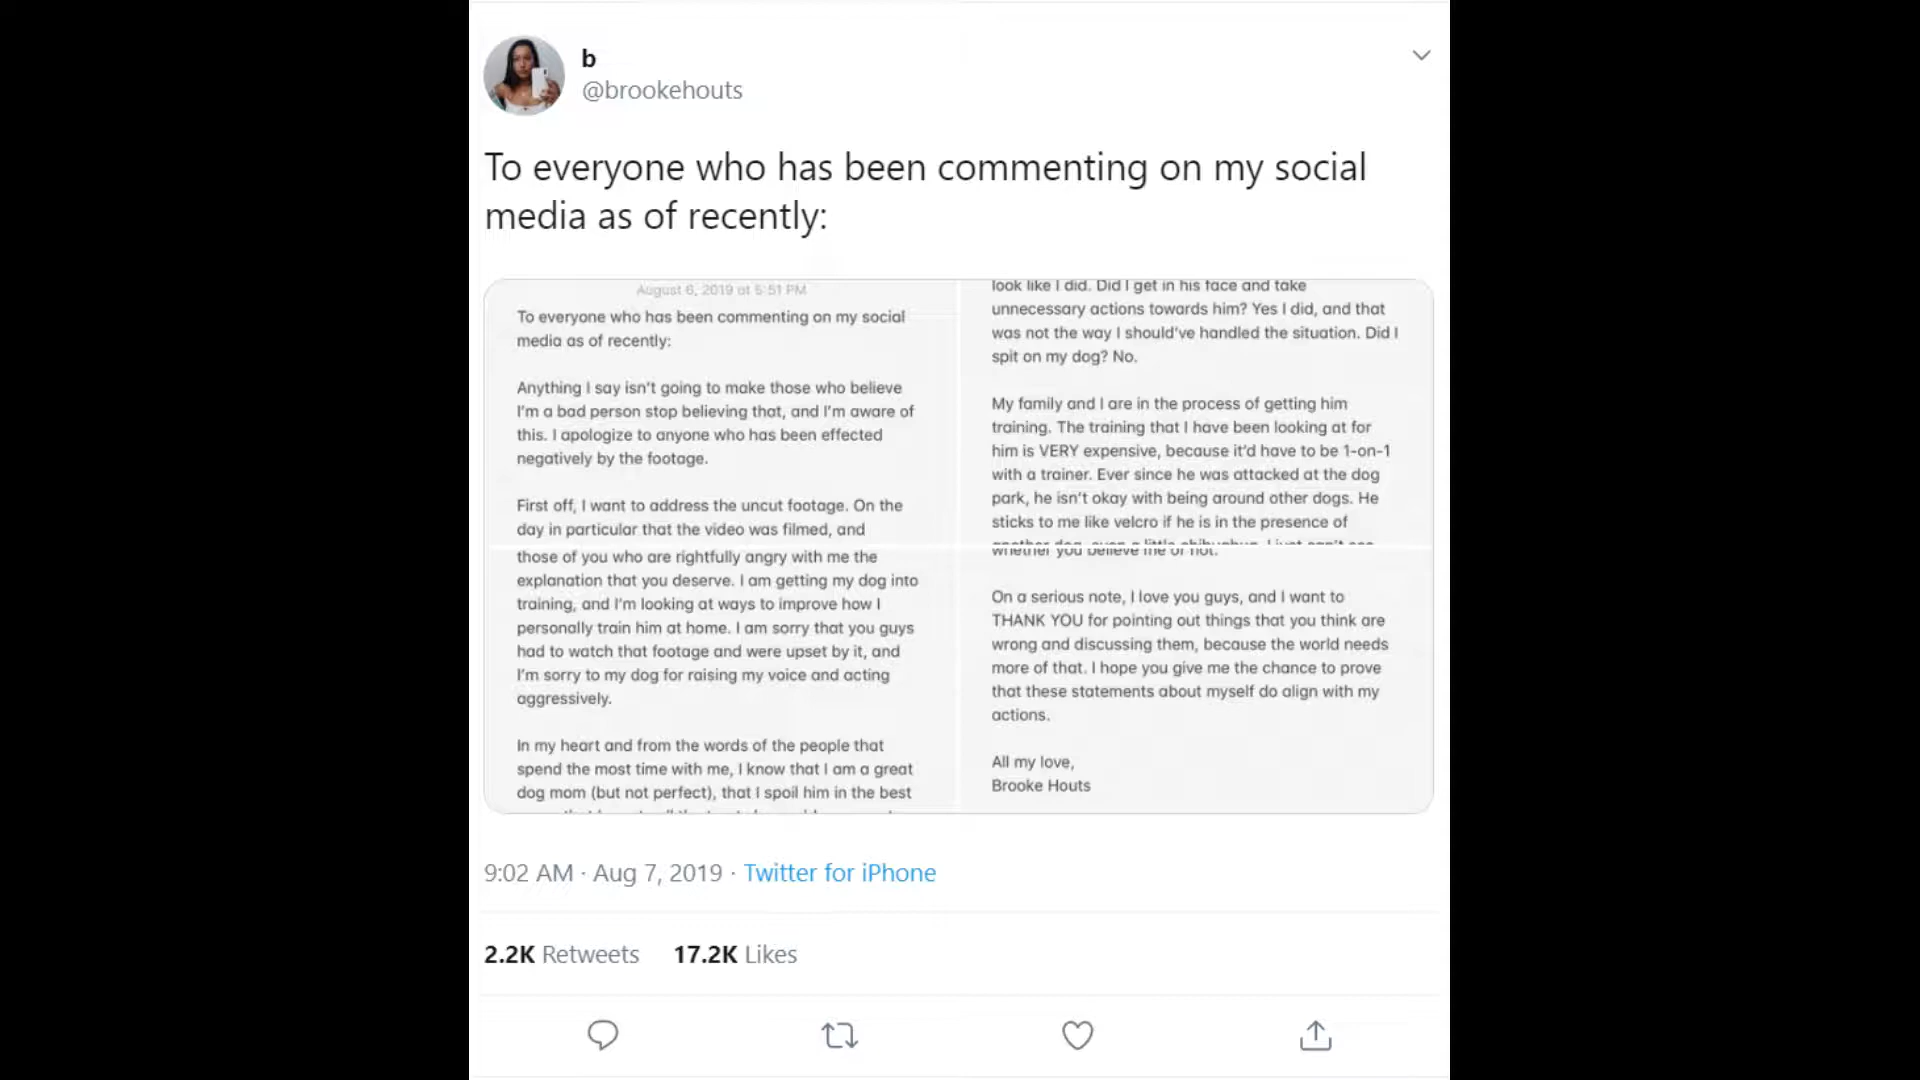 b
@brookehouts
To everyone who has been commenting on my social
media as of recently:
August 6, 2019 at 5:51 PM
To everyone who has been commenting on my social
media as of recently:
Anything I say isn't going to make those who believe
I'm a bad person stop believing that, and I'm aware of
this. I apologize to anyone who has been effected
negatively by the footage.
First off, I want to address the uncut footage. On the
day in particular that the video was filmed, and
look like I did. Did I get in his face and take
unnecessary actions towards him? Yes I did, and that
was not the way I should've handled the situation. Did I
spit on my dog? No.
My family and I are in the process of getting him
training. The training that I have been looking at for
him is VERY expensive, because it'd have to be 1-on-1
with a trainer. Ever since he was attacked at the dog
park, he isn't okay with being around other dogs. He
sticks to me like velcro if he is in the presence of
another dog, even a little chihuahua. I just can't see
those of you who are rightfully angry with me the
explanation that you deserve. I am getting my dog into
training, and I'm looking at ways to improve how I
personally train him at home. I am sorry that you guys
had to watch that footage and were upset by it, and
I'm sorry to my dog for raising my voice and acting
aggressively.
In my heart and from the words of the people that
spend the most time with me, I know that I am a great
dog mom (but not perfect), that I spoil him in the best
whether you believe me or not.
On a serious note, I love you guys, and I want to
THANK YOU for pointing out things that you think are
wrong and discussing them, because the world needs
more of that. I hope you give me the chance to prove
that these statements about myself do align with my
actions.
All my love,
Brooke Houts
9:02 AM · Aug 7, 2019 · Twitter for iPhone
2.2K Retweets 17.2K Likes